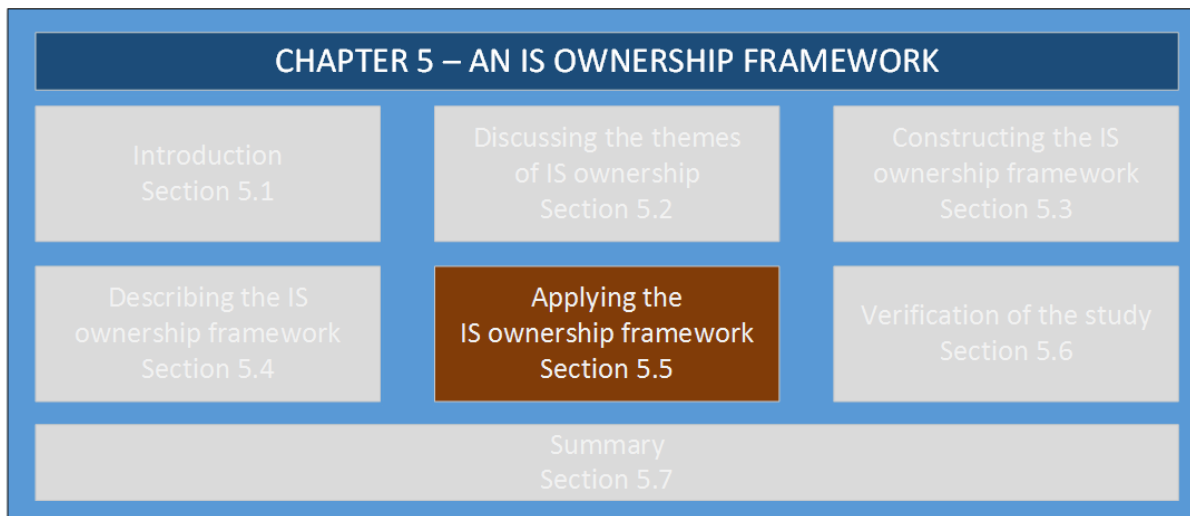 CHAPTER 5 – AN IS OWNERSHIP FRAMEWORK
Introduction
Section 5.1
Discussing the themes
of IS ownership
Section 5.2
Constructing the IS
ownership framework
Section 5.3
Describing the IS
ownership framework
Section 5.4
Applying the
IS ownership framework
Section 5.5
Verification of the study
Section 5.6
Summary
Section 5.7